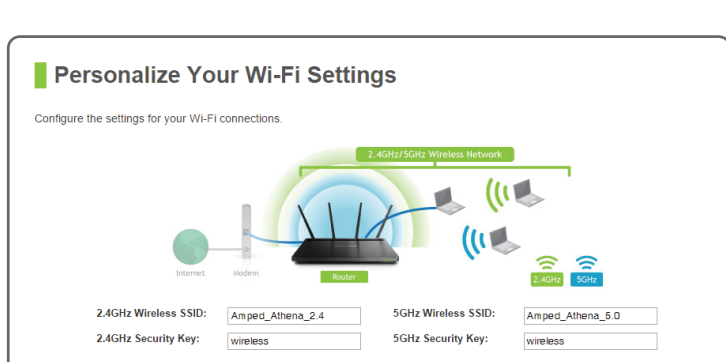 Personalize Your Wi-Fi Settings
Configure the settings for your Wi-Fi connections.
2.4GHz/5GHz Wireless Network
Internet
Modem
Router
2.4GHz
5GHz
2.4GHz Wireless SSID: Amped_Athena_2.4 5GHz Wireless SSID: Amped_Athena_5.0
2.4GHz Security Key: wireless 5GHz Security Key: wireless